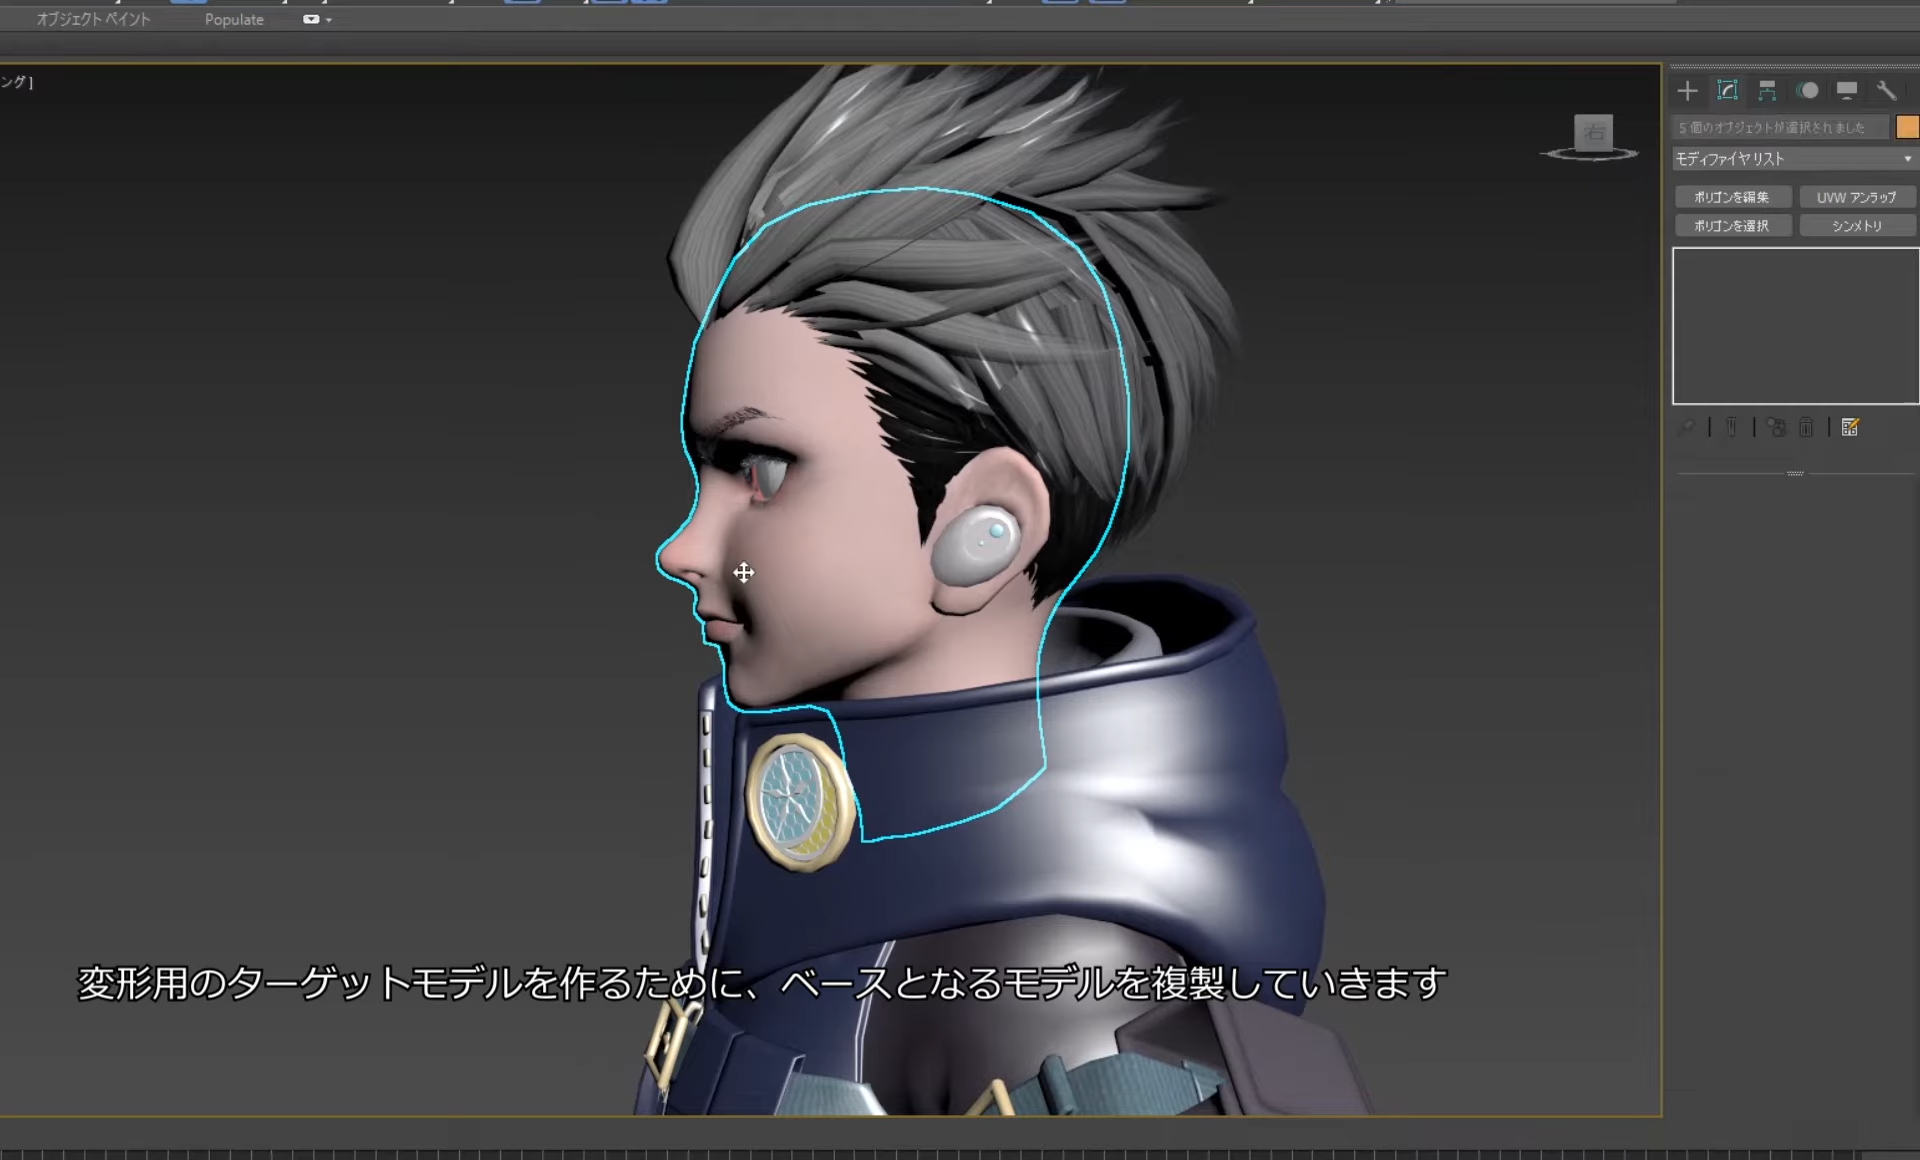 オブジェクト ペイント
Populate
ング ]
右
5 個のオブジェクトが選択されました
モディファイヤ リスト
ポリゴンを編集
UVW アンラップ
ポリゴンを選択
シンメトリ
変形用のターゲットモデルを作るために、ベースとなるモデルを複製していきます